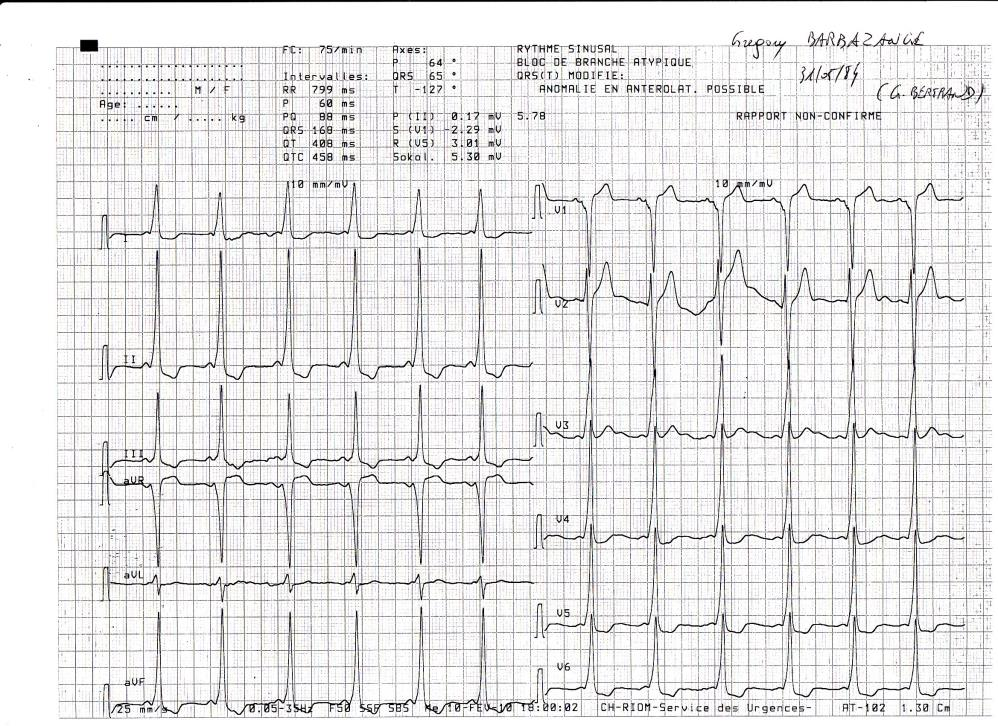 Gregory BARBAZANGE
31/05/84
(G. BERTRAND)
FC: 75/min
Intervalles:
RR 799 ms
P 60 ms
PQ 88 ms
QRS 168 ms
QT 408 ms
QTC 458 ms
Axes:
P 64 °
QRS 65 °
T -127 °
P (II) 0.17 mV
S (V1) -2.29 mV
R (V5) 3.01 mV
Sokol. 5.30 mV
5.78
RYTHME SINUSAL
BLOC DE BRANCHE ATYPIQUE
QRS(T) MODIFIE:
ANOMALIE EN ANTEROLAT. POSSIBLE
RAPPORT NON-CONFIRME
M / F
Age: ......
..... cm / ..... kg
10 mm/mV
10 mm/mV
I
II
III
aVR
aVL
aVF
V1
V2
V3
V4
V5
V6
25 mm/s 0.05-35Hz F50 SSF SBS 10-FEV-10 18:00:02 CH-RIOM-Service des Urgences- AT-102 1.30 Cm